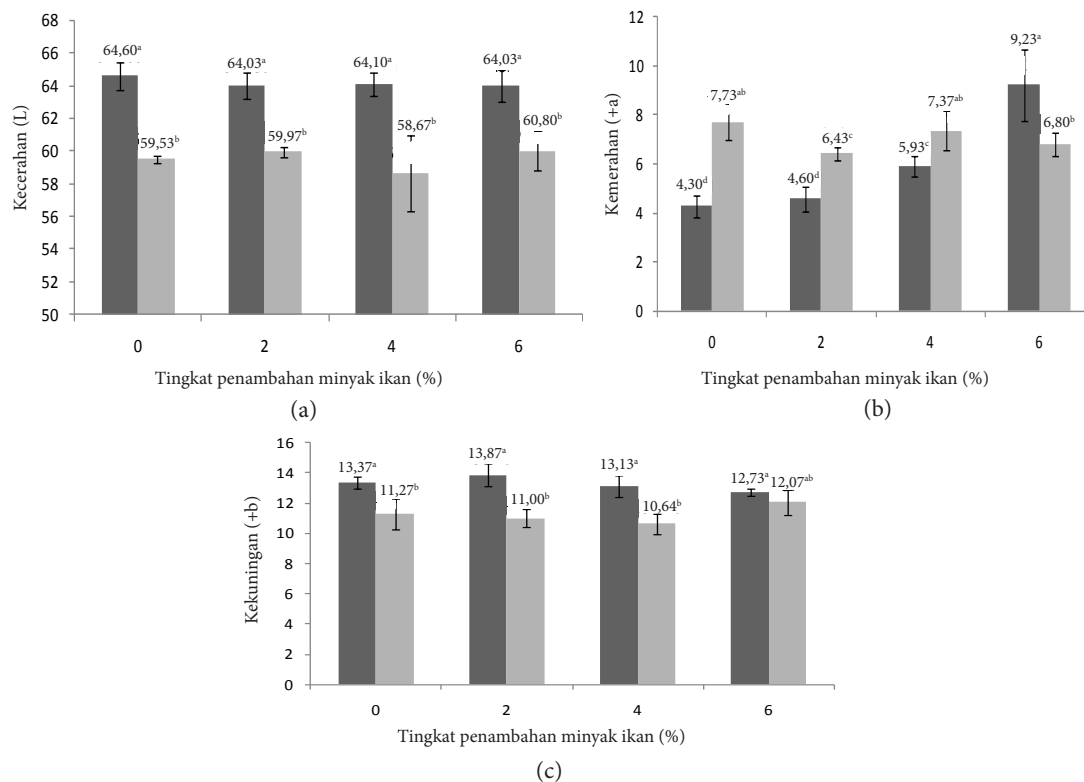 68
66
64
62
60
58
56
54
52
50
Kecerahan (L)
64,60ᵃ
59,53ᵇ
64,03ᵃ
59,97ᵇ
64,10ᵃ
58,67ᵇ
64,03ᵃ
60,80ᵇ
0 2 4 6
Tingkat penambahan minyak ikan (%)
(a)
12
10
8
6
4
2
0
Kemerahan (+a)
4,30ᵈ
7,73ᵃᵇ
4,60ᵈ
6,43ᶜ
5,93ᶜ
7,37ᵃᵇ
9,23ᵃ
6,80ᵇ
0 2 4 6
Tingkat penambahan minyak ikan (%)
(b)
16
14
12
10
8
6
4
2
0
Kekuningan (+b)
13,37ᵃ
11,27ᵇ
13,87ᵃ
11,00ᵇ
13,13ᵃ
10,64ᵇ
12,73ᵃ
12,07ᵃᵇ
0 2 4 6
Tingkat penambahan minyak ikan (%)
(c)